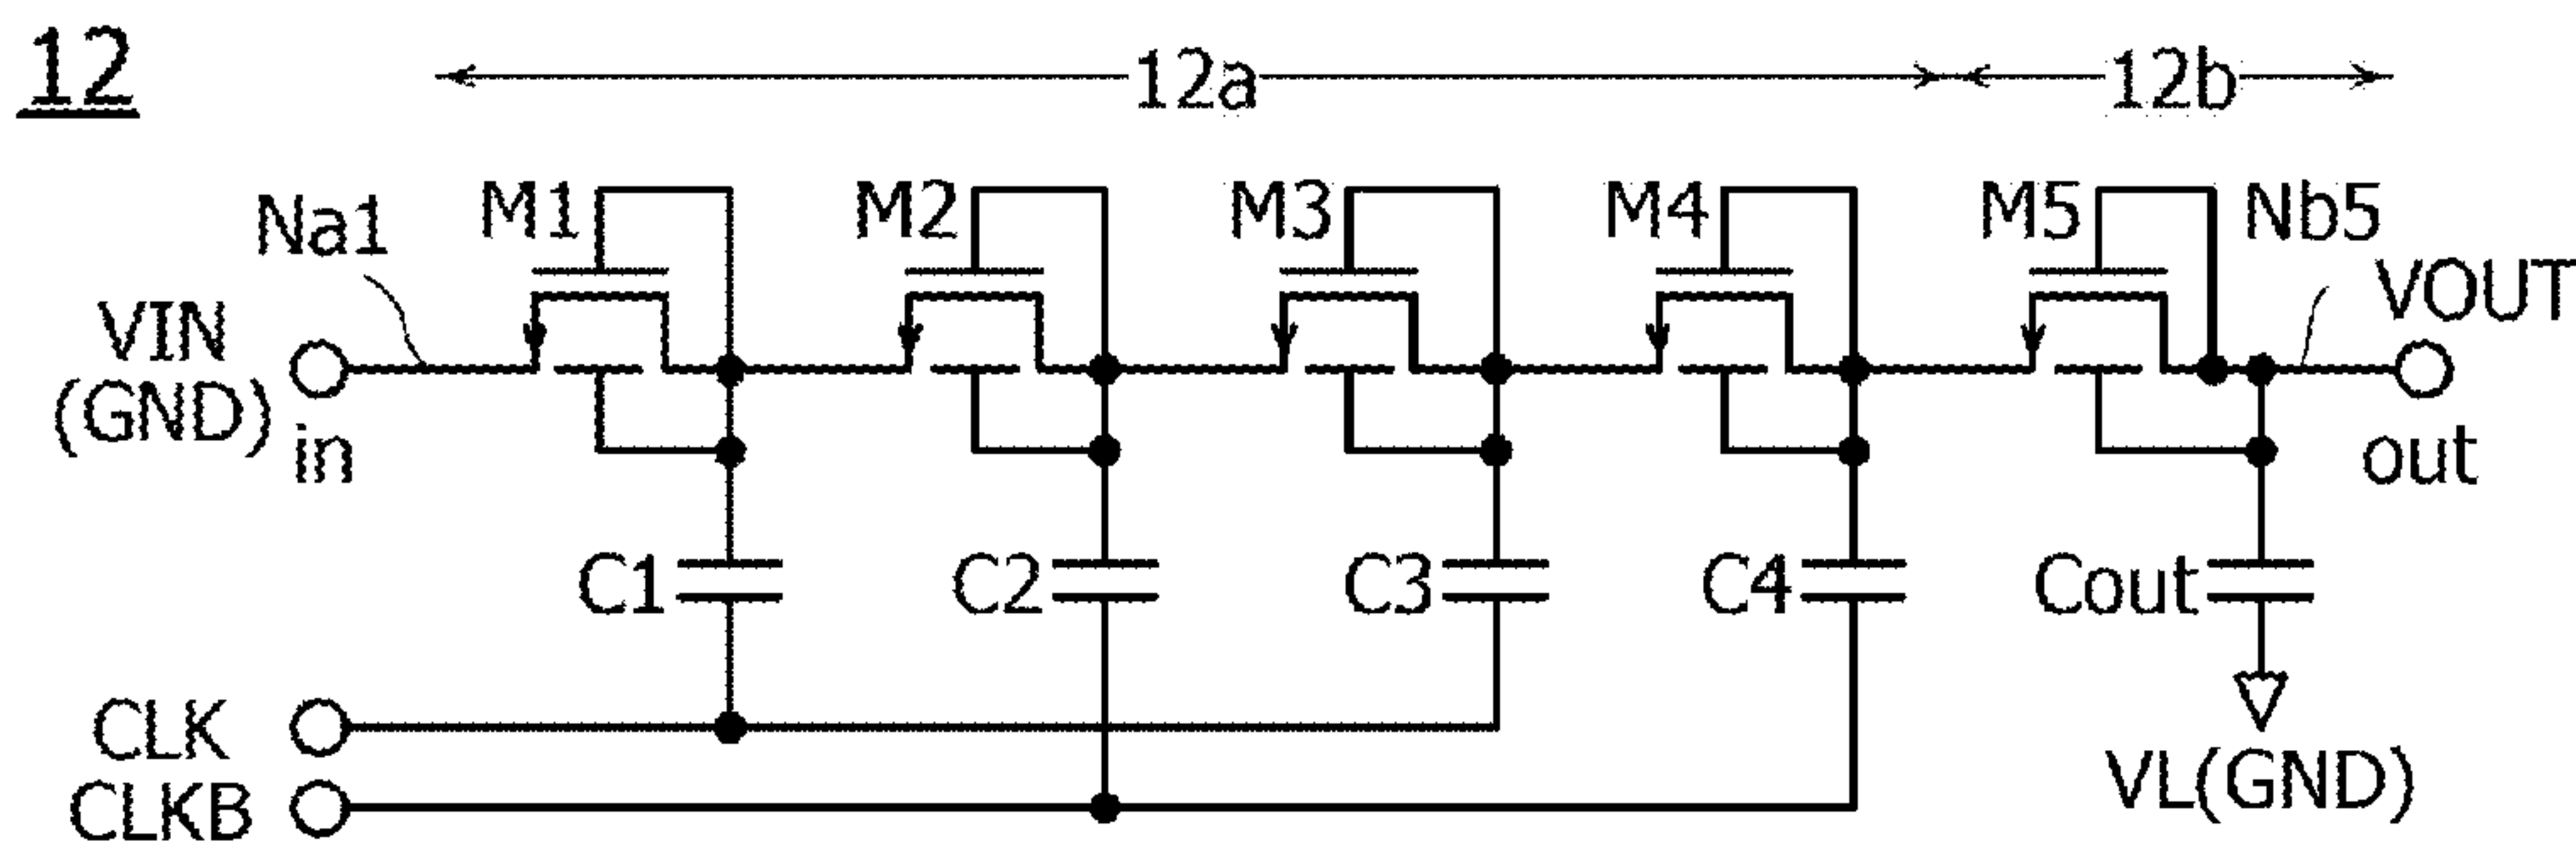 12
12a
12b
Na1
M1
M2
M3
M4
M5
Nb5
VIN
(GND)
in
VOUT
out
C1
C2
C3
C4
Cout
CLK
CLKB
VL(GND)